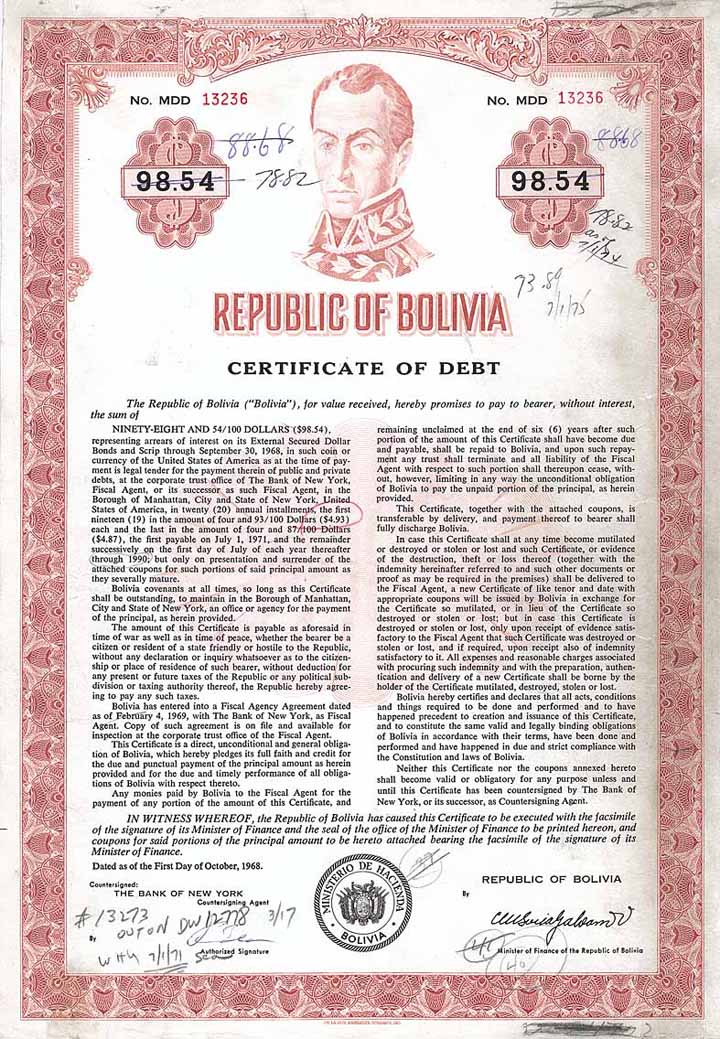 No. MDD 13236
No. MDD 13236
88.68
88.68
98.54
78.82
98.54
78.82
as of
7/1/74
73.89
7/1/75
REPUBLIC OF BOLIVIA
CERTIFICATE OF DEBT
The Republic of Bolivia ("Bolivia"), for value received, hereby promises to pay to bearer, without interest,
the sum of
NINETY-EIGHT AND 54/100 DOLLARS ($98.54),
representing arrears of interest on its External Secured Dollar
Bonds and Scrip through September 30, 1968, in such coin or
currency of the United States of America as at the time of pay-
ment is legal tender for the payment therein of public and private
debts, at the corporate trust office of The Bank of New York,
Fiscal Agent, or its successor as such Fiscal Agent, in the
Borough of Manhattan, City and State of New York, United
States of America, in twenty (20) annual installments, the first
nineteen (19) in the amount of four and 93/100 Dollars ($4.93)
each and the last in the amount of four and 87/100 Dollars
($4.87), the first payable on July 1, 1971, and the remainder
successively on the first day of July of each year thereafter
through 1990; but only on presentation and surrender of the
attached coupons for such portions of said principal amount as
they severally mature.
Bolivia covenants at all times, so long as this Certificate
shall be outstanding, to maintain in the Borough of Manhattan,
City and State of New York, an office or agency for the payment
of the principal, as herein provided.
The amount of this Certificate is payable as aforesaid in
time of war as well as in time of peace, whether the bearer be a
citizen or resident of a state friendly or hostile to the Republic,
without any declaration or inquiry whatsoever as to the citizen-
ship or place of residence of such bearer, without deduction for
any present or future taxes of the Republic or any political sub-
division or taxing authority thereof, the Republic hereby agree-
ing to pay any such taxes.
Bolivia has entered into a Fiscal Agency Agreement dated
as of February 4, 1969, with The Bank of New York, as Fiscal
Agent. Copy of such agreement is on file and available for
inspection at the corporate trust office of the Fiscal Agent.
This Certificate is a direct, unconditional and general obliga-
tion of Bolivia, which hereby pledges its full faith and credit for
the due and punctual payment of the principal amount as herein
provided and for the due and timely performance of all obliga-
tions of Bolivia with respect thereto.
Any monies paid by Bolivia to the Fiscal Agent for the
payment of any portion of the amount of this Certificate, and
remaining unclaimed at the end of six (6) years after such
portion of the amount of this Certificate shall have become due
and payable, shall be repaid to Bolivia, and upon such repay-
ment any trust shall terminate and all liability of the Fiscal
Agent with respect to such portion shall thereupon cease, with-
out, however, limiting in any way the unconditional obligation
of Bolivia to pay the unpaid portion of the principal, as herein
provided.
This Certificate, together with the attached coupons, is
transferable by delivery, and payment thereof to bearer shall
fully discharge Bolivia.
In case this Certificate shall at any time become mutilated
or destroyed or stolen or lost and such Certificate, or evidence
of the destruction, theft or loss thereof (together with the
indemnity hereinafter referred to and such other documents or
proof as may be required in the premises) shall be delivered to
the Fiscal Agent, a new Certificate of like tenor and date with
appropriate coupons will be issued by Bolivia in exchange for
the Certificate so mutilated, or in lieu of the Certificate so
destroyed or stolen or lost; but in case this Certificate is
destroyed or stolen or lost, only upon receipt of evidence satis-
factory to the Fiscal Agent that such Certificate was destroyed or
stolen or lost, and if required, upon receipt also of indemnity
satisfactory to it. All expenses and reasonable charges associated
with procuring such indemnity and with the preparation, authen-
tication and delivery of a new Certificate shall be borne by the
holder of the Certificate mutilated, destroyed, stolen or lost.
Bolivia hereby certifies and declares that all acts, conditions
and things required to be done and performed and to have
happened precedent to creation and issuance of this Certificate,
and to constitute the same valid and legally binding obligations
of Bolivia in accordance with their terms, have been done and
performed and have happened in due and strict compliance with
the Constitution and laws of Bolivia.
Neither this Certificate nor the coupons annexed hereto
shall become valid or obligatory for any purpose unless and
until this Certificate has been countersigned by The Bank of
New York, or its successor, as Countersigning Agent.
IN WITNESS WHEREOF, the Republic of Bolivia has caused this Certificate to be executed with the facsimile
of the signature of its Minister of Finance and the seal of the office of the Minister of Finance to be printed hereon, and
coupons for said portions of the principal amount to be hereto attached bearing the facsimile of the signature of its
Minister of Finance.
Dated as of the First Day of October, 1968.
Countersigned:
THE BANK OF NEW YORK
Countersigning Agent
#13273 DW12778 3/17
OUT ON
By
7/1/71
Authorized Signature
MINISTERIO DE HACIENDA
BOLIVIA
REPUBLIC OF BOLIVIA
By
Minister of Finance of the Republic of Bolivia